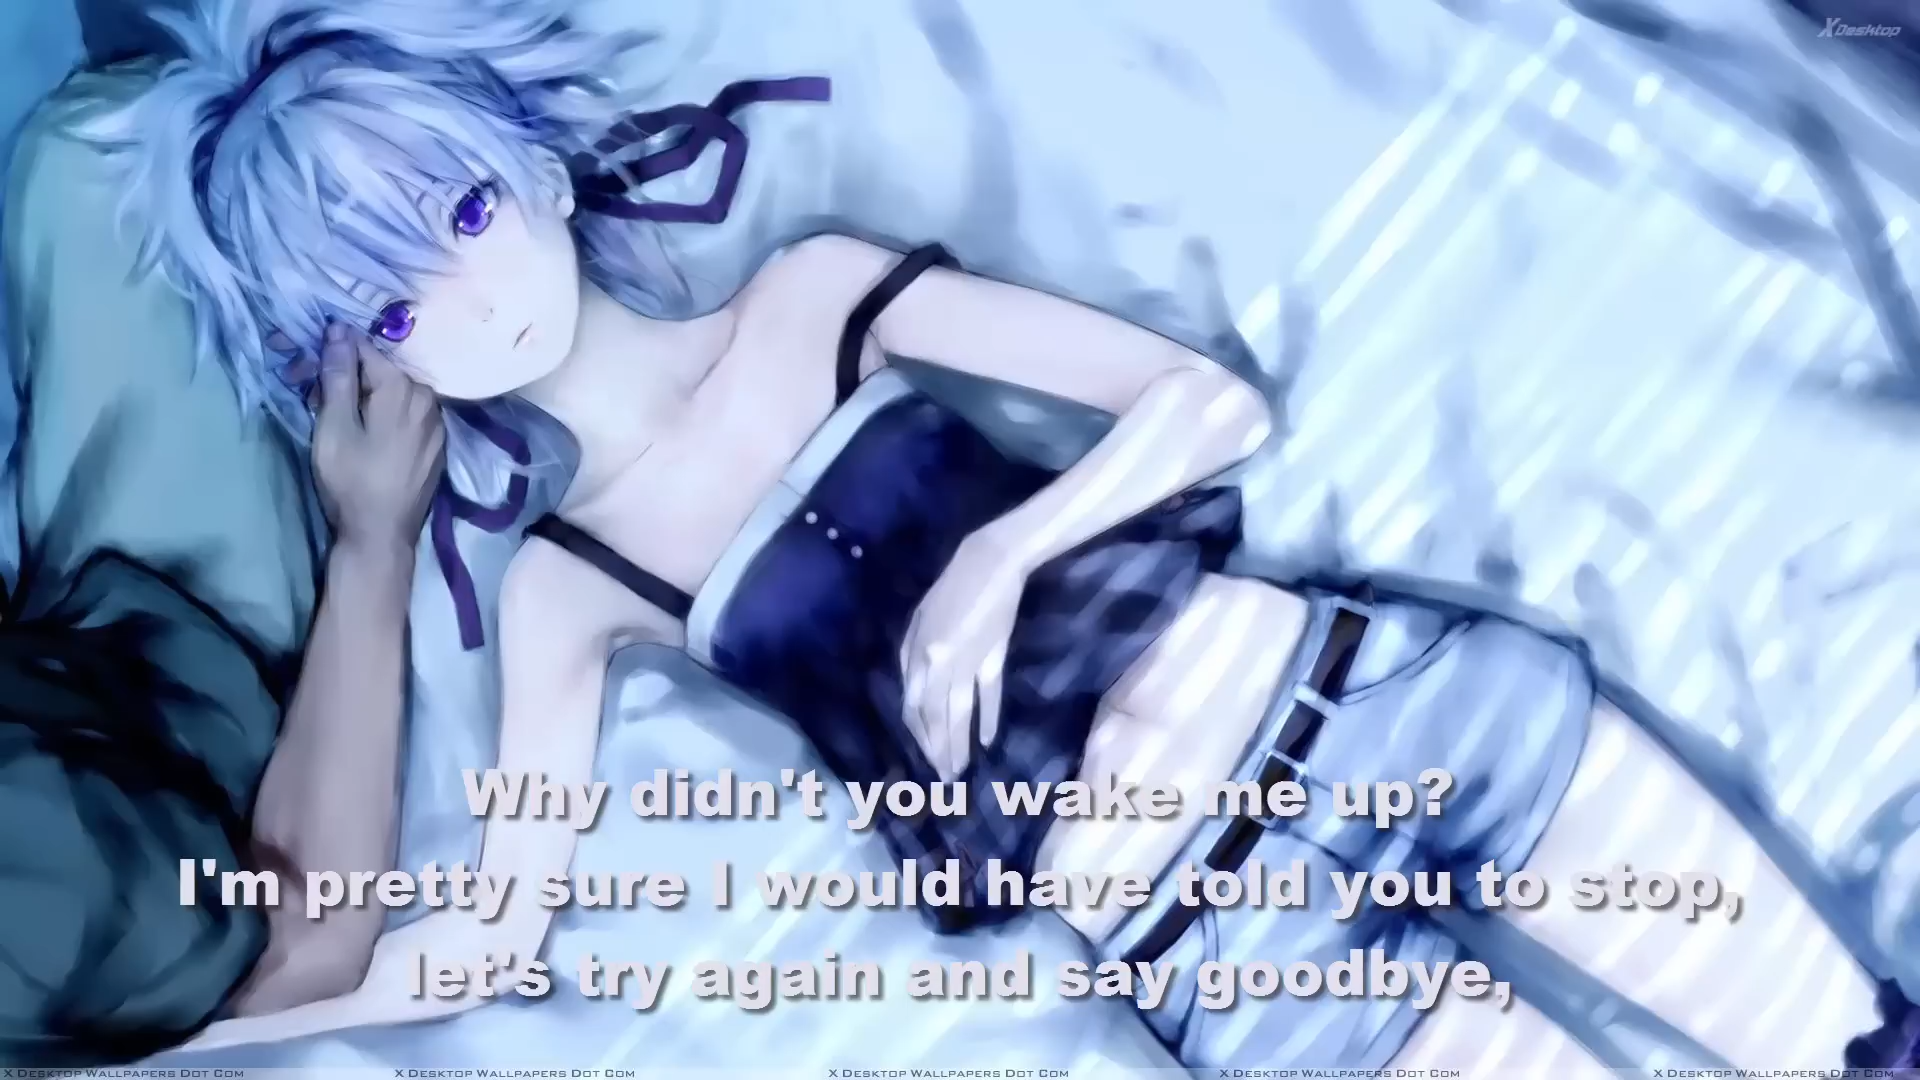 XDesktop
Why didn't you wake me up?
I'm pretty sure I would have told you to stop,
let's try again and say goodbye,
X Desktop Wallpapers Dot Com X Desktop Wallpapers Dot Com X Desktop Wallpapers Dot Com X Desktop Wallpapers Dot Com X Desktop Wallpapers Dot Com